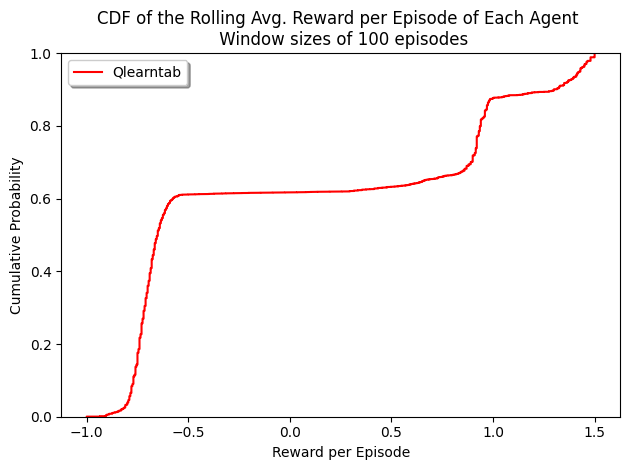 CDF of the Rolling Avg. Reward per Episode of Each Agent
Window sizes of 100 episodes
Qlearntab
1.0
0.8
0.6
0.4
0.2
0.0
Cumulative Probability
−1.0 −0.5 0.0 0.5 1.0 1.5
Reward per Episode